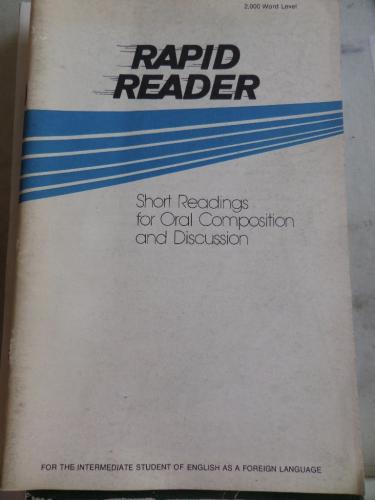 2,000 Word Level
RAPID
READER
Short Readings
for Oral Composition
and Discussion
FOR THE INTERMEDIATE STUDENT OF ENGLISH AS A FOREIGN LANGUAGE